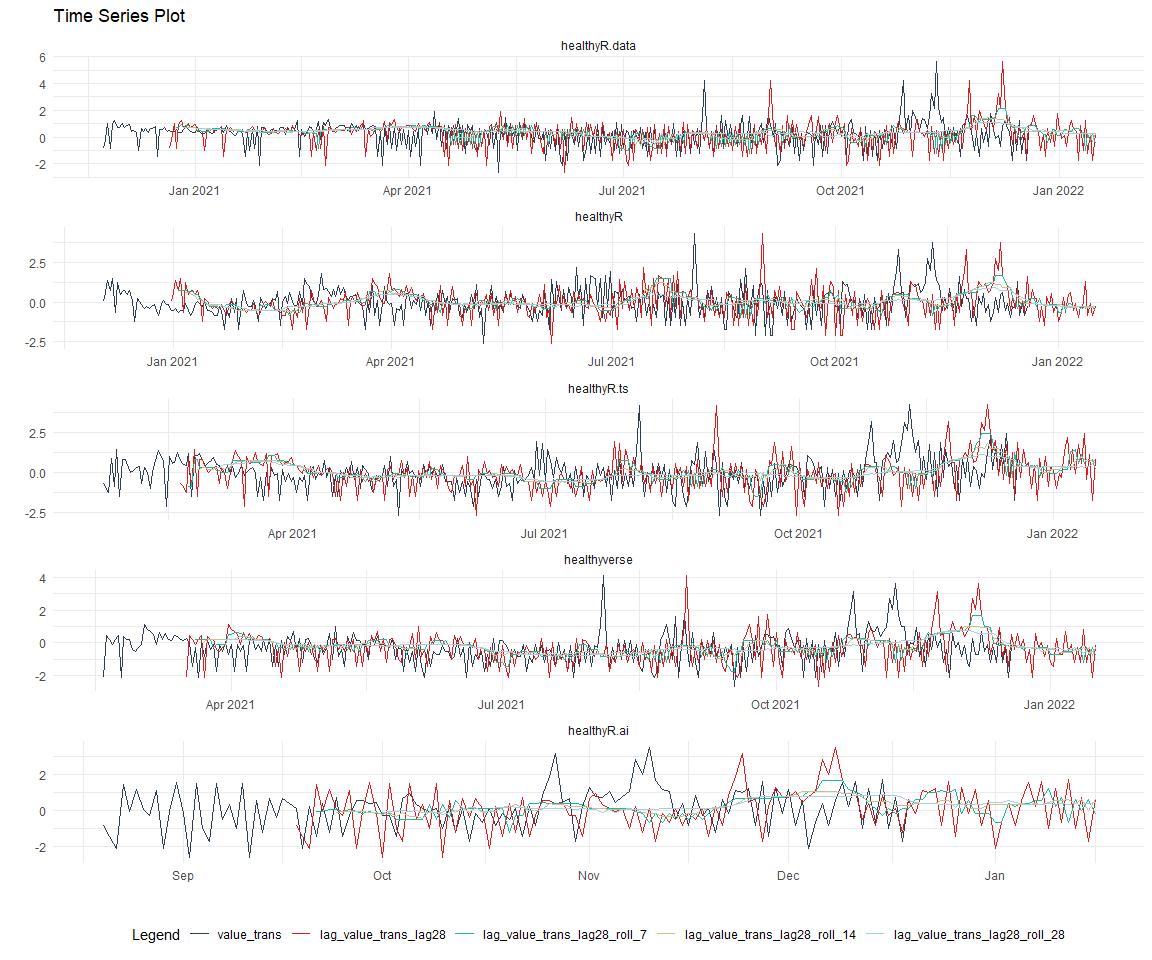 Time Series Plot
healthyR.data
6
4
2
0
-2
Jan 2021 Apr 2021 Jul 2021 Oct 2021 Jan 2022
healthyR
2.5
0.0
-2.5
Jan 2021 Apr 2021 Jul 2021 Oct 2021 Jan 2022
healthyR.ts
2.5
0.0
-2.5
Apr 2021 Jul 2021 Oct 2021 Jan 2022
healthyverse
4
2
0
-2
Apr 2021 Jul 2021 Oct 2021 Jan 2022
healthyR.ai
2
0
-2
Sep Oct Nov Dec Jan
Legend value_trans lag_value_trans_lag28 lag_value_trans_lag28_roll_7 lag_value_trans_lag28_roll_14 lag_value_trans_lag28_roll_28